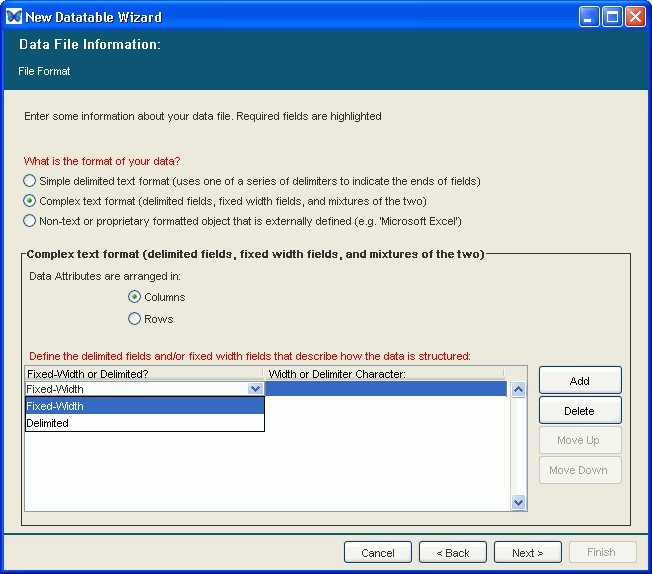 New Datatable Wizard
Data File Information:
File Format
Enter some information about your data file. Required fields are highlighted
What is the format of your data?
Simple delimited text format (uses one of a series of delimiters to indicate the ends of fields)
Complex text format (delimited fields, fixed width fields, and mixtures of the two)
Non-text or proprietary formatted object that is externally defined (e.g. 'Microsoft Excel')
Complex text format (delimited fields, fixed width fields, and mixtures of the two)
Data Attributes are arranged in:
Columns
Rows
Define the delimited fields and/or fixed width fields that describe how the data is structured:
Fixed-Width or Delimited? Width or Delimiter Character:
Fixed-Width
Fixed-Width
Delimited
Add
Delete
Move Up
Move Down
Cancel < Back Next > Finish